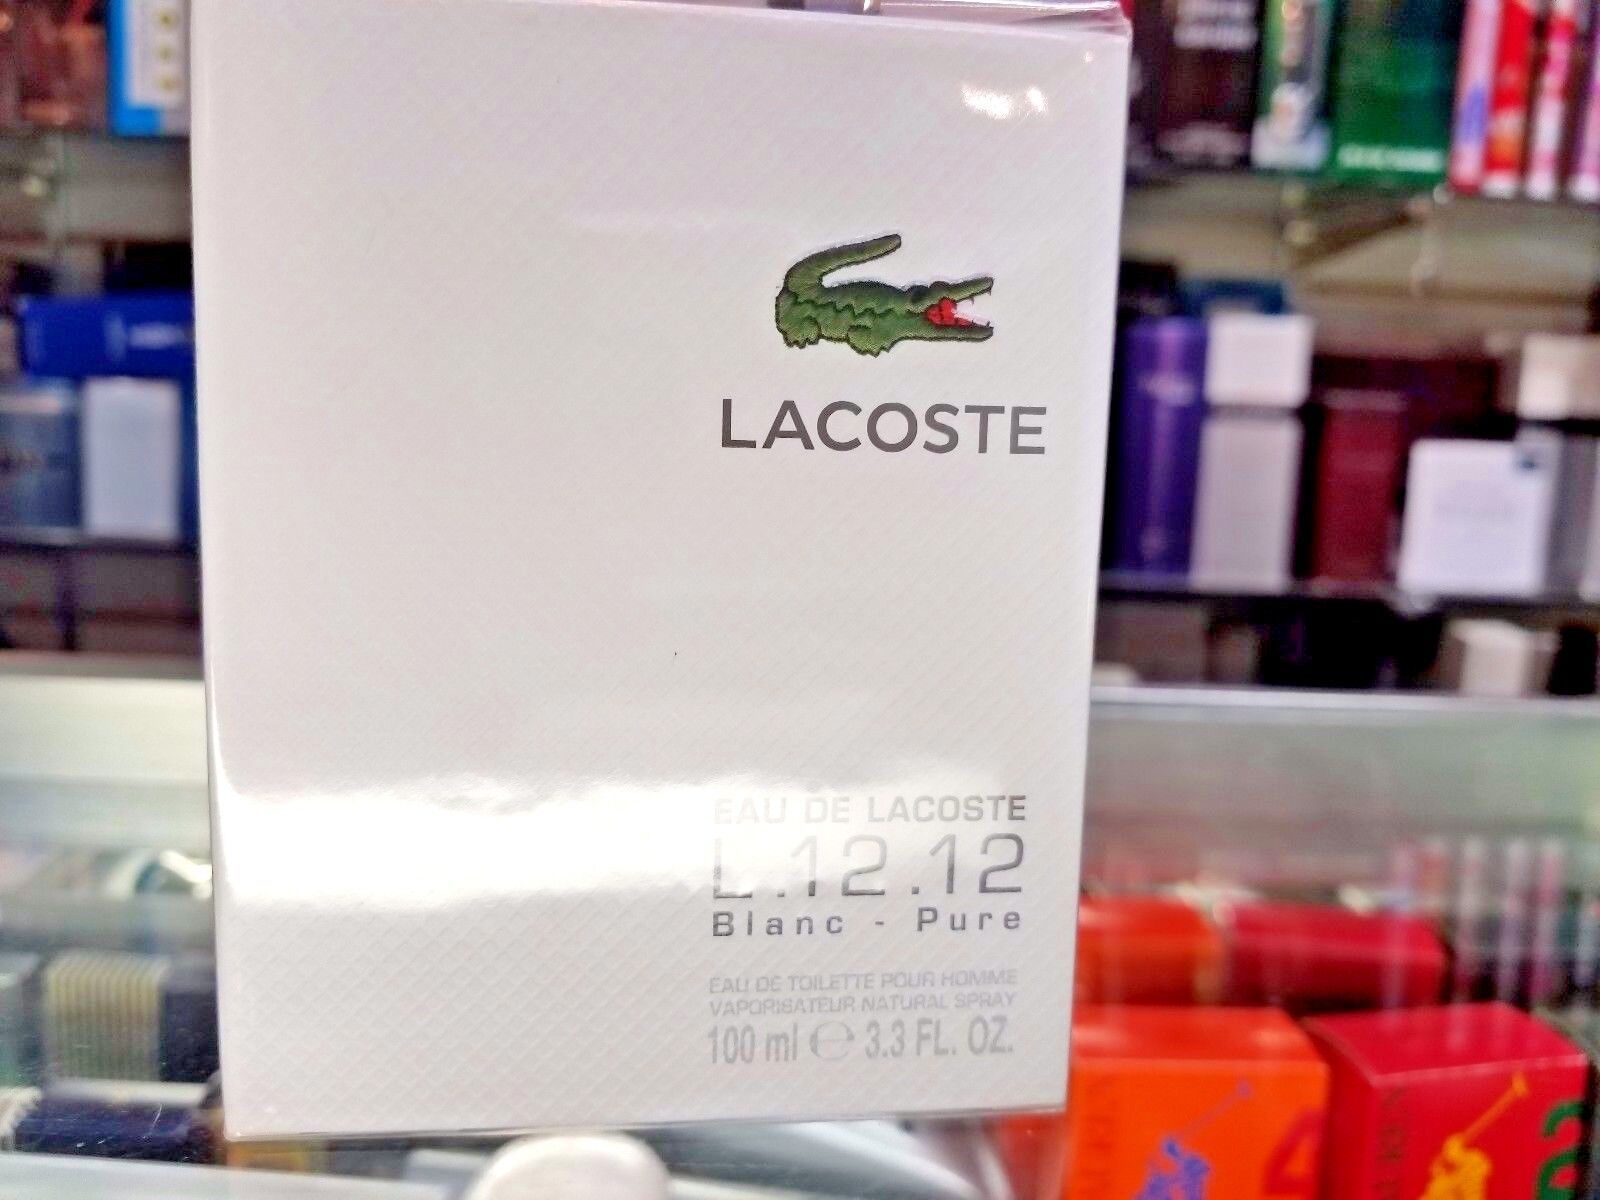 LACOSTE
EAU DE LACOSTE
L.12.12
Blanc - Pure
EAU DE TOILETTE POUR HOMME
VAPORISATEUR NATURAL SPRAY
100 ml ℮ 3.3 FL. OZ.